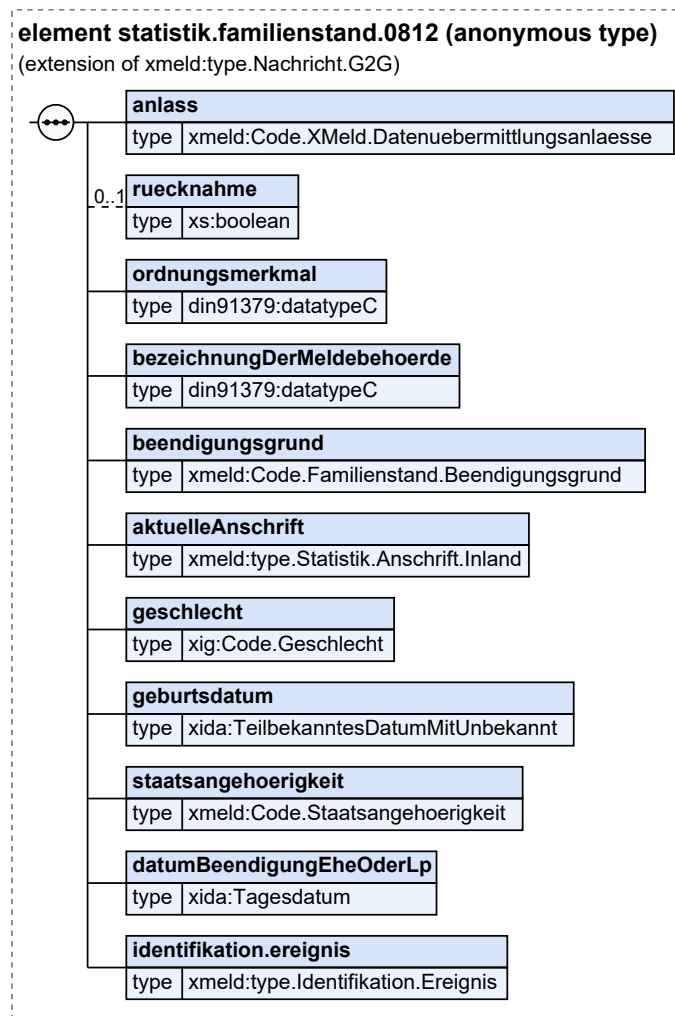 element statistik.familienstand.0812 (anonymous type)
(extension of xmeld:type.Nachricht.G2G)
anlass
type xmeld:Code.XMeld.Datenuebermittlungsanlaesse
0..1 ruecknahme
type xs:boolean
ordnungsmerkmal
type din91379:datatypeC
bezeichnungDerMeldebehoerde
type din91379:datatypeC
beendigungsgrund
type xmeld:Code.Familienstand.Beendigungsgrund
aktuelleAnschrift
type xmeld:type.Statistik.Anschrift.Inland
geschlecht
type xig:Code.Geschlecht
geburtsdatum
type xida:TeilbekanntesDatumMitUnbekannt
staatsangehoerigkeit
type xmeld:Code.Staatsangehoerigkeit
datumBeendigungEheOderLp
type xida:Tagesdatum
identifikation.ereignis
type xmeld:type.Identifikation.Ereignis